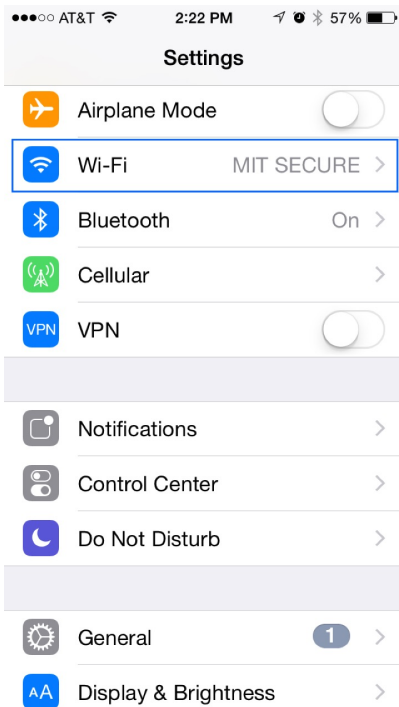 AT&T 2:22 PM 57%
Settings
Airplane Mode
Wi-Fi MIT SECURE
Bluetooth On
Cellular
VPN VPN
Notifications
Control Center
Do Not Disturb
General 1
AA Display & Brightness